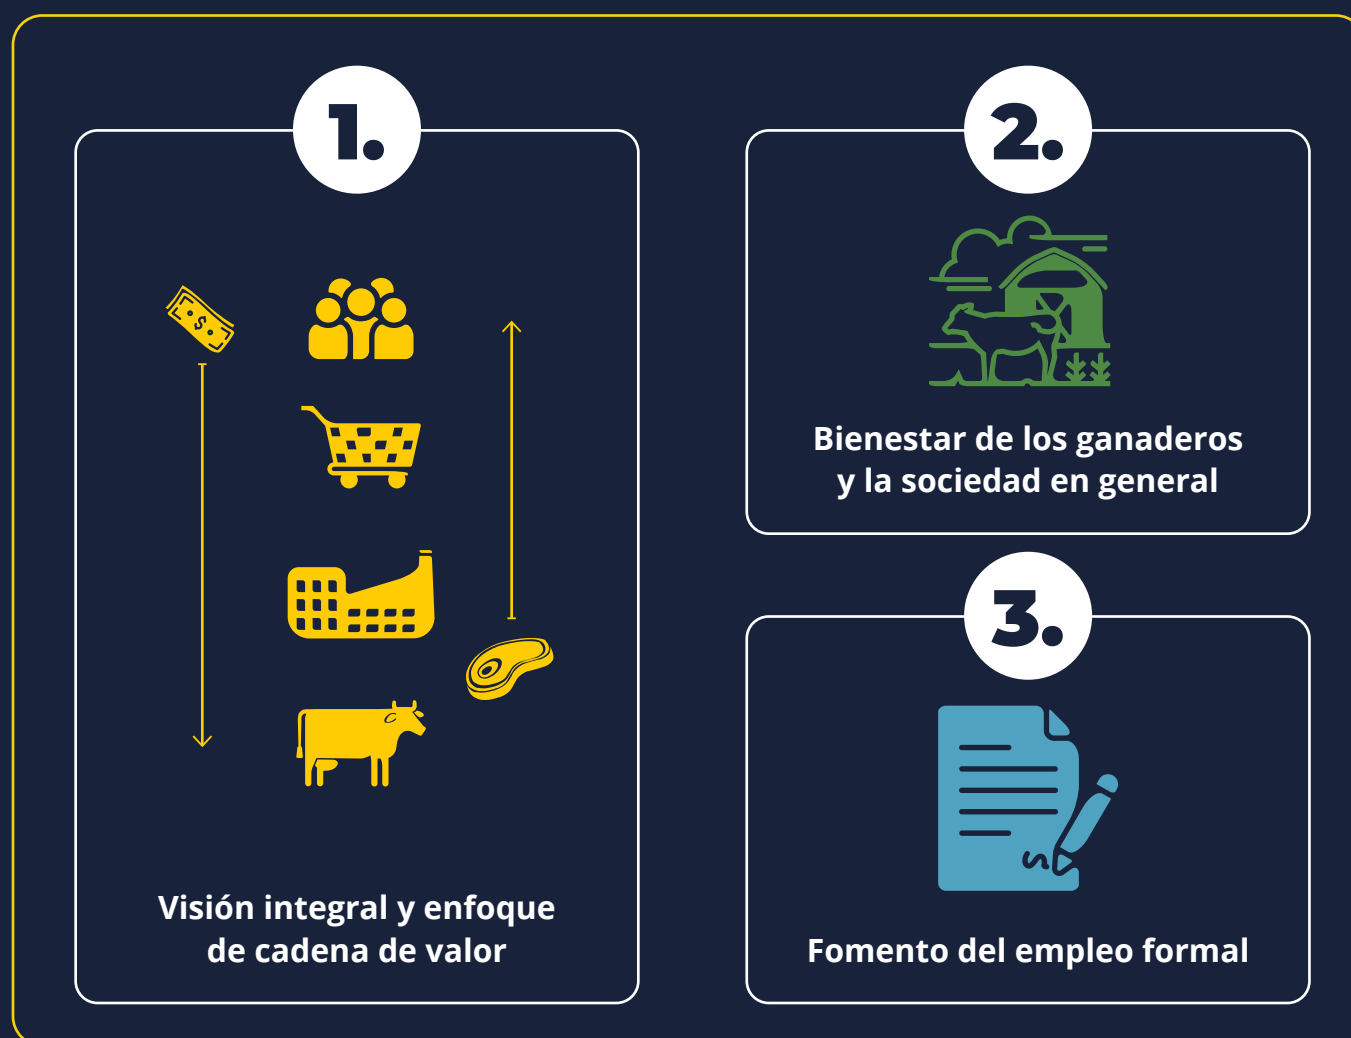 1.
$
Visión integral y enfoque
de cadena de valor
2.
Bienestar de los ganaderos
y la sociedad en general
3.
Fomento del empleo formal